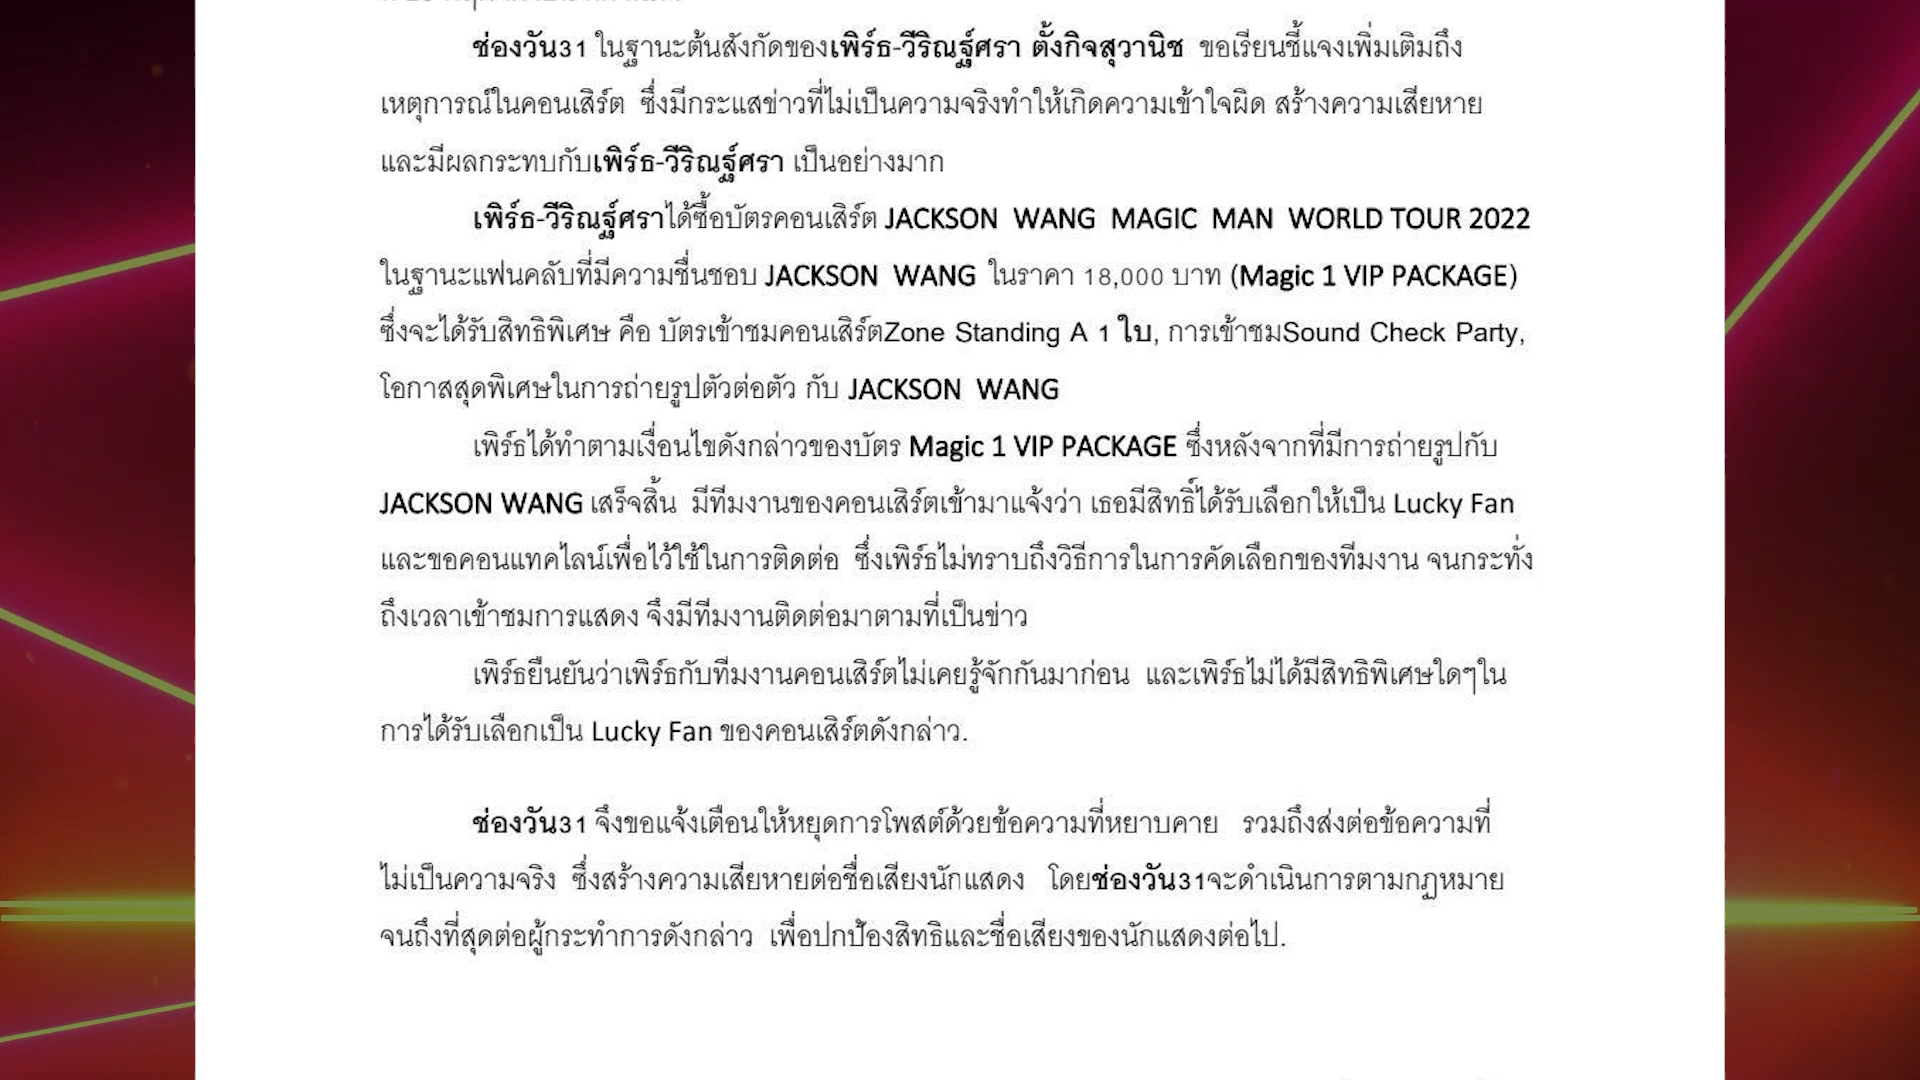 ช่องวัน31 ในฐานะต้นสังกัดของเพิร์ธ-วีริณฐ์ศรา ตั้งกิจสุวานิช ขอเรียนชี้แจงเพิ่มเติมถึง
เหตุการณ์ในคอนเสิร์ต ซึ่งมีกระแสข่าวที่ไม่เป็นความจริงทำให้เกิดความเข้าใจผิด สร้างความเสียหาย
และมีผลกระทบกับเพิร์ธ-วีริณฐ์ศรา เป็นอย่างมาก
เพิร์ธ-วีริณฐ์ศราได้ซื้อบัตรคอนเสิร์ต JACKSON WANG MAGIC MAN WORLD TOUR 2022
ในฐานะแฟนคลับที่มีความชื่นชอบ JACKSON WANG ในราคา 18,000 บาท (Magic 1 VIP PACKAGE)
ซึ่งจะได้รับสิทธิพิเศษ คือ บัตรเข้าชมคอนเสิร์ตZone Standing A 1 ใบ, การเข้าชมSound Check Party,
โอกาสสุดพิเศษในการถ่ายรูปตัวต่อตัว กับ JACKSON WANG
เพิร์ธได้ทำตามเงื่อนไขดังกล่าวของบัตร Magic 1 VIP PACKAGE ซึ่งหลังจากที่มีการถ่ายรูปกับ
JACKSON WANG เสร็จสิ้น มีทีมงานของคอนเสิร์ตเข้ามาแจ้งว่า เธอมีสิทธิ์ได้รับเลือกให้เป็น Lucky Fan
และขอคอนแทคไลน์เพื่อไว้ใช้ในการติดต่อ ซึ่งเพิร์ธไม่ทราบถึงวิธีการในการคัดเลือกของทีมงาน จนกระทั่ง
ถึงเวลาเข้าชมการแสดง จึงมีทีมงานติดต่อมาตามที่เป็นข่าว
เพิร์ธยืนยันว่าเพิร์ธกับทีมงานคอนเสิร์ตไม่เคยรู้จักกันมาก่อน และเพิร์ธไม่ได้มีสิทธิพิเศษใดๆใน
การได้รับเลือกเป็น Lucky Fan ของคอนเสิร์ตดังกล่าว.
ช่องวัน31 จึงขอแจ้งเตือนให้หยุดการโพสต์ด้วยข้อความที่หยาบคาย รวมถึงส่งต่อข้อความที่
ไม่เป็นความจริง ซึ่งสร้างความเสียหายต่อชื่อเสียงนักแสดง โดยช่องวัน31จะดำเนินการตามกฎหมาย
จนถึงที่สุดต่อผู้กระทำการดังกล่าว เพื่อปกป้องสิทธิและชื่อเสียงของนักแสดงต่อไป.